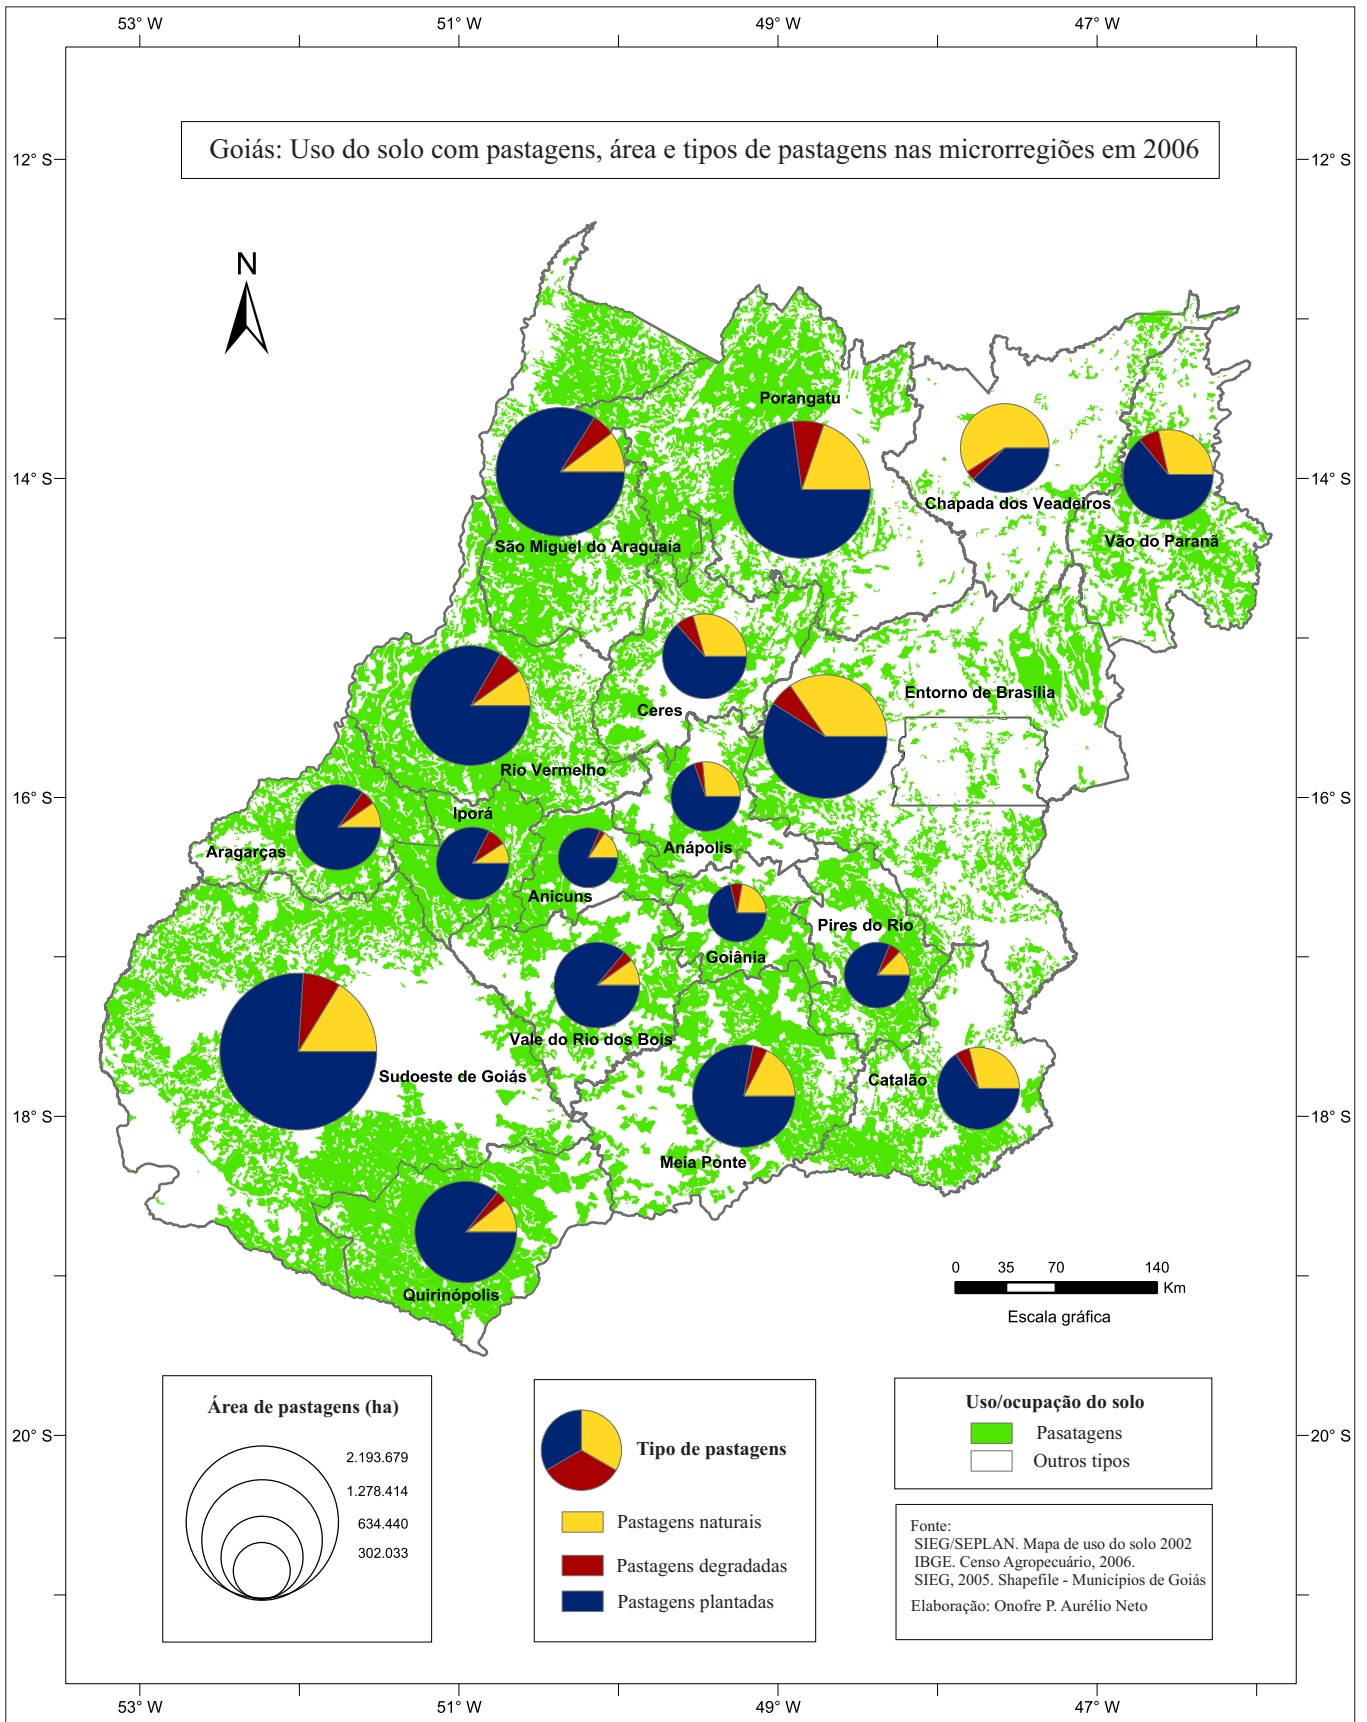 53° W 51° W 49° W 47° W
Goiás: Uso do solo com pastagens, área e tipos de pastagens nas microrregiões em 2006
12° S 12° S
N
Porangatu
14° S 14° S
Chapada dos Veadeiros
Vão do Paranã
São Miguel do Araguaia
Entorno de Brasília
Ceres
Rio Vermelho
16° S 16° S
Iporá
Anápolis
Aragarças
Anicuns
Pires do Rio
Goiânia
Vale do Rio dos Bois
Sudoeste de Goiás
Catalão
18° S 18° S
Meia Ponte
Quirinópolis
0 35 70 140
Km
Escala gráfica
Área de pastagens (ha)
2.193.679
1.278.414
634.440
302.033
Tipo de pastagens
Pastagens naturais
Pastagens degradadas
Pastagens plantadas
Uso/ocupação do solo
Pasatagens
Outros tipos
20° S 20° S
Fonte:
SIEG/SEPLAN. Mapa de uso do solo 2002
IBGE. Censo Agropecuário, 2006.
SIEG, 2005. Shapefile - Municípios de Goiás
Elaboração: Onofre P. Aurélio Neto
53° W 51° W 49° W 47° W